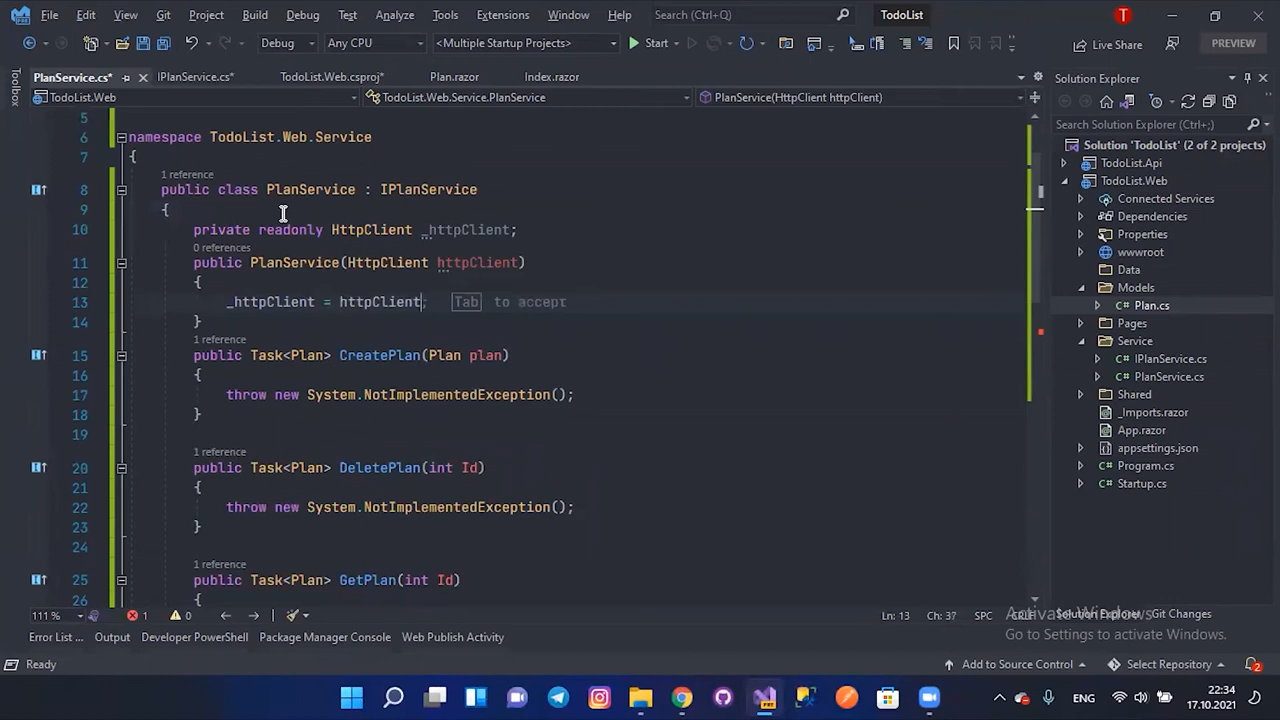 File Edit View Git Project Build Debug Test Analyze Tools Extensions Window Help Search (Ctrl+Q) TodoList T
Debug Any CPU <Multiple Startup Projects> Start Live Share PREVIEW
Toolbox
PlanService.cs* IPlanService.cs* TodoList.Web.csproj* Plan.razor Index.razor
TodoList.Web TodoList.Web.Service.PlanService PlanService(HttpClient httpClient)
5
6 namespace TodoList.Web.Service
7 {
1 reference
8 public class PlanService : IPlanService
9 {
10 private readonly HttpClient _httpClient;
0 references
11 public PlanService(HttpClient httpClient)
12 {
13 _httpClient = httpClient; Tab to accept
14 }
1 reference
15 public Task<Plan> CreatePlan(Plan plan)
16 {
17 throw new System.NotImplementedException();
18 }
19
1 reference
20 public Task<Plan> DeletePlan(int Id)
21 {
22 throw new System.NotImplementedException();
23 }
24
1 reference
25 public Task<Plan> GetPlan(int Id)
26 {
111 % 1 0 Ln: 13 Ch: 37 SPC CRLF
Solution Explorer
Search Solution Explorer (Ctrl+;)
Solution 'TodoList' (2 of 2 projects)
TodoList.Api
TodoList.Web
Connected Services
Dependencies
Properties
wwwroot
Data
Models
C# Plan.cs
Pages
Service
C# IPlanService.cs
C# PlanService.cs
Shared
_Imports.razor
App.razor
appsettings.json
C# Program.cs
C# Startup.cs
Solution Explorer Git Changes
Activate Windows
Go to Settings to activate Windows.
Error List ... Output Developer PowerShell Package Manager Console Web Publish Activity
Ready Add to Source Control Select Repository 2
ENG 22:34
17.10.2021